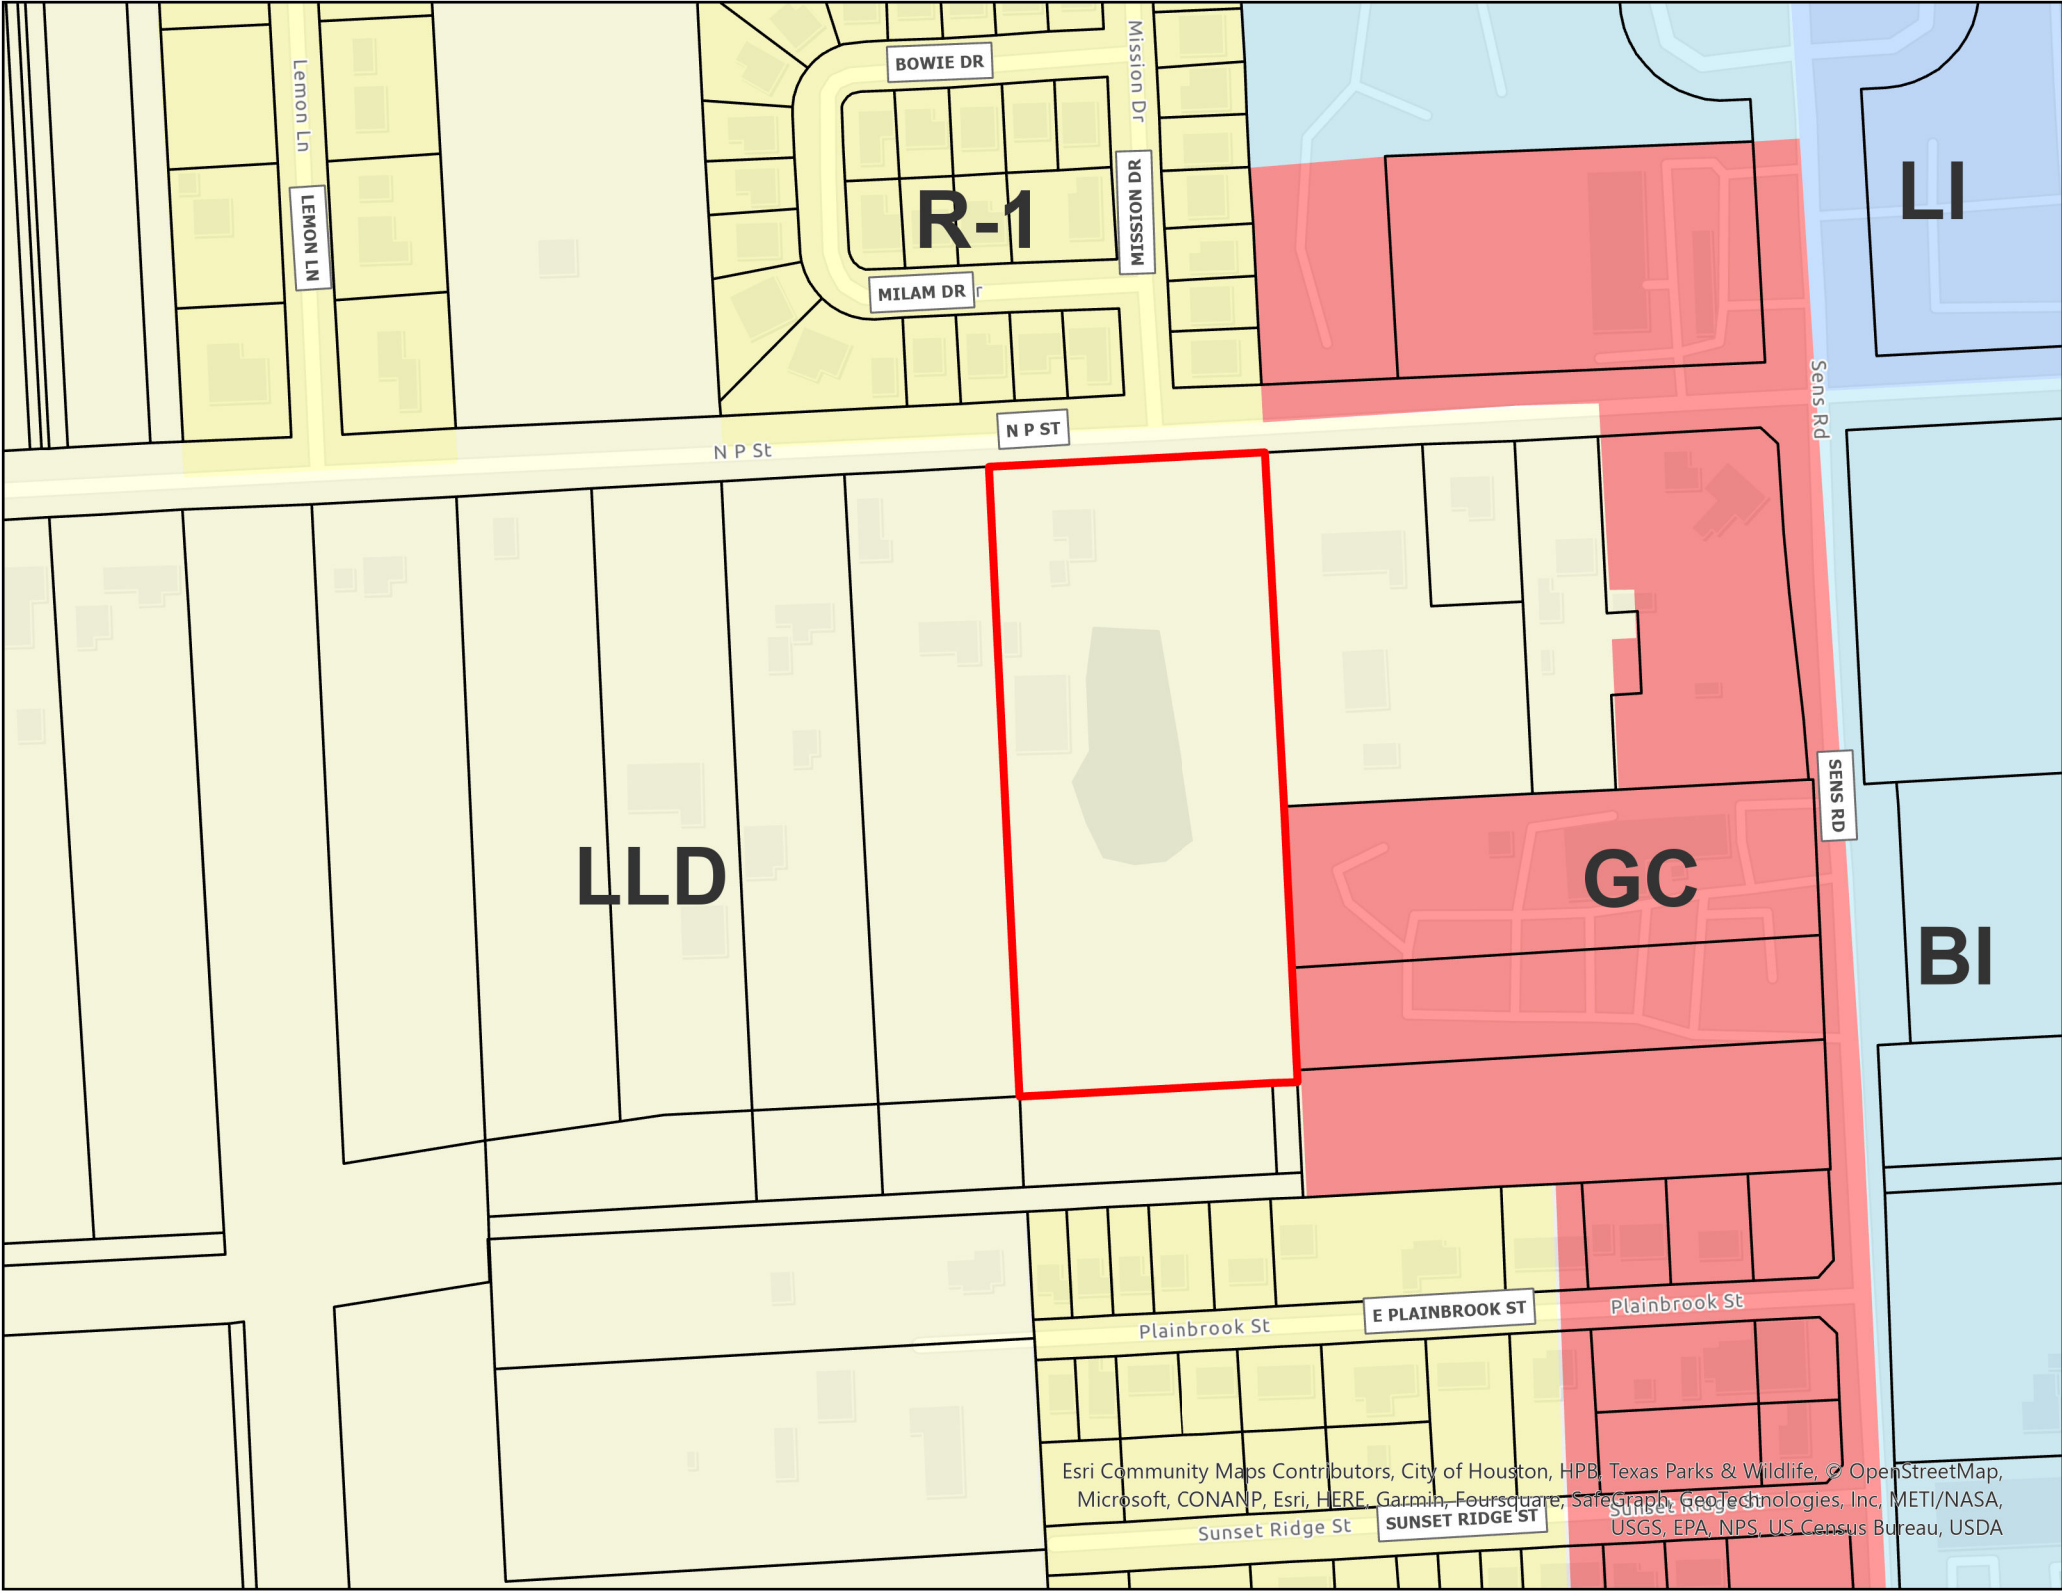 BOWIE DR
Mission Dr
Lemon Ln
LEMON LN
R-1
MISSION DR
LI
MILAM DR
r
N P ST
N P St
Sens Rd
SENS RD
LLD
GC
BI
E PLAINBROOK ST
Plainbrook St
Plainbrook St
Esri Community Maps Contributors, City of Houston, HPB, Texas Parks & Wildlife, © OpenStreetMap,
Microsoft, CONANP, Esri, HERE, Garmin, Foursquare, SafeGraph, GeoTechnologies, Inc, METI/NASA,
USGS, EPA, NPS, US Census Bureau, USDA
Sunset Ridge St
SUNSET RIDGE ST
Sunset Ridge St